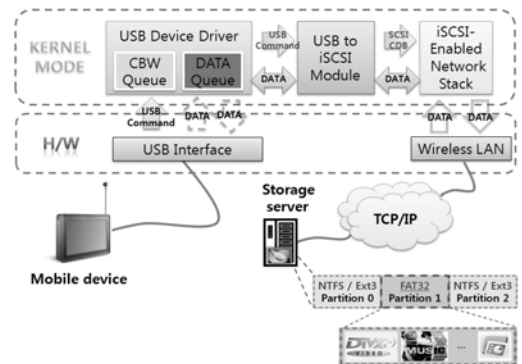 KERNEL
MODE
USB Device Driver
CBW
Queue
DATA
Queue
USB
Command
DATA
USB to
iSCSI
Module
SCSI
CDB
DATA
iSCSI-
Enabled
Network
Stack
USB
Command
DATA
DATA
DATA
DATA
H/W
USB Interface
Wireless LAN
Storage
server
TCP/IP
Mobile device
NTFS / Ext3
Partition 0
FAT32
Partition 1
NTFS / Ext3
Partition 2
VIDEO
MUSIC
...